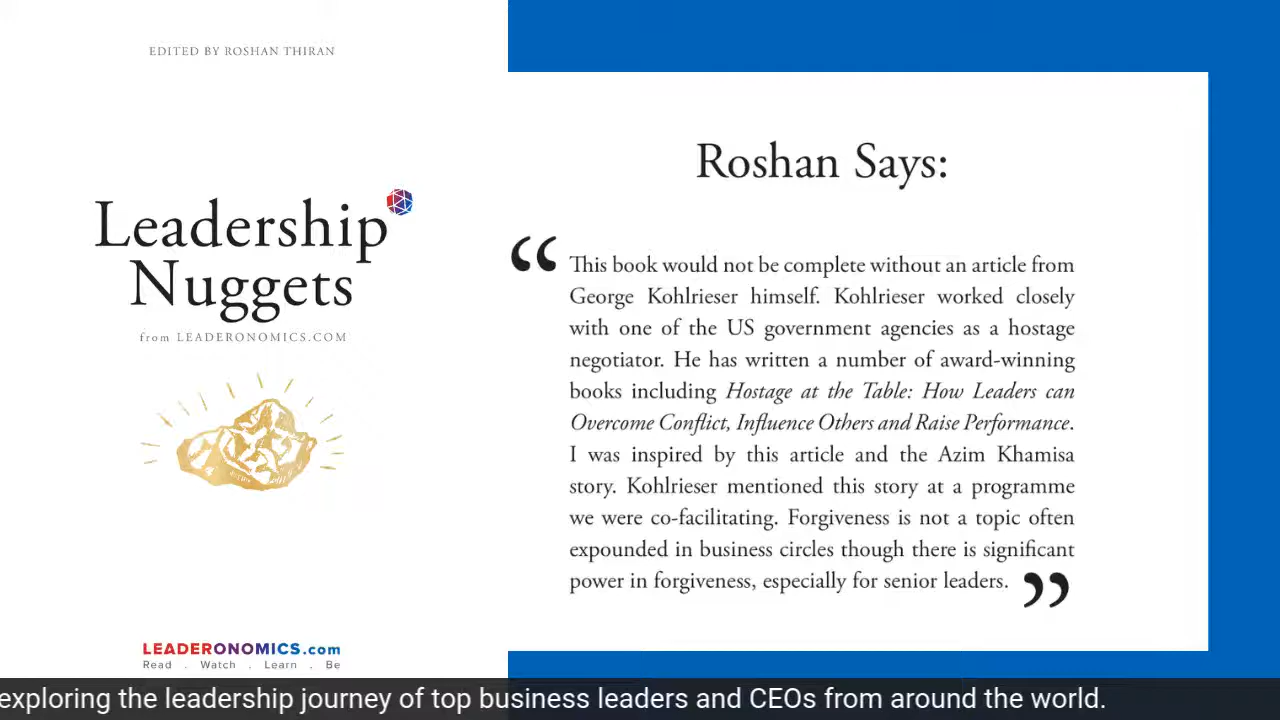 EDITED BY ROSHAN THIRAN
Leadership
Nuggets
from LEADERONOMICS.COM
LEADERONOMICS.com
Read . Watch . Learn . Be
Roshan Says:
“This book would not be complete without an article from
George Kohlrieser himself. Kohlrieser worked closely
with one of the US government agencies as a hostage
negotiator. He has written a number of award-winning
books including Hostage at the Table: How Leaders can
Overcome Conflict, Influence Others and Raise Performance.
I was inspired by this article and the Azim Khamisa
story. Kohlrieser mentioned this story at a programme
we were co-facilitating. Forgiveness is not a topic often
expounded in business circles though there is significant
power in forgiveness, especially for senior leaders.”
exploring the leadership journey of top business leaders and CEOs from around the world.